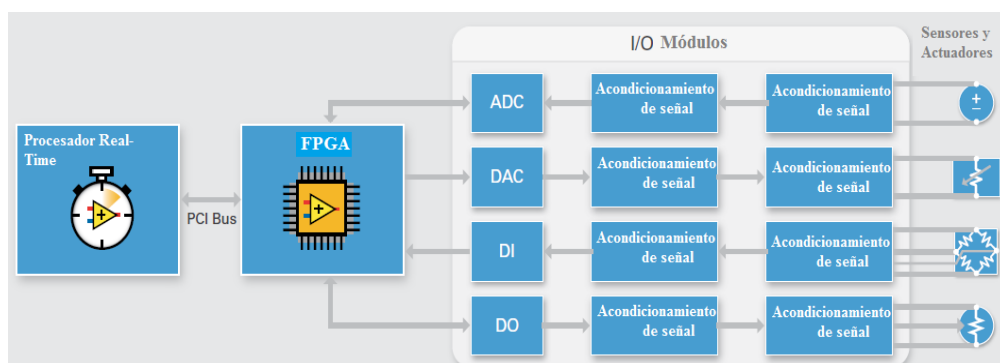 I/O Módulos
Sensores y
Actuadores
Procesador Real-
Time
PCI Bus
FPGA
ADC
Acondicionamiento
de señal
Acondicionamiento
de señal
DAC
Acondicionamiento
de señal
Acondicionamiento
de señal
DI
Acondicionamiento
de señal
Acondicionamiento
de señal
DO
Acondicionamiento
de señal
Acondicionamiento
de señal